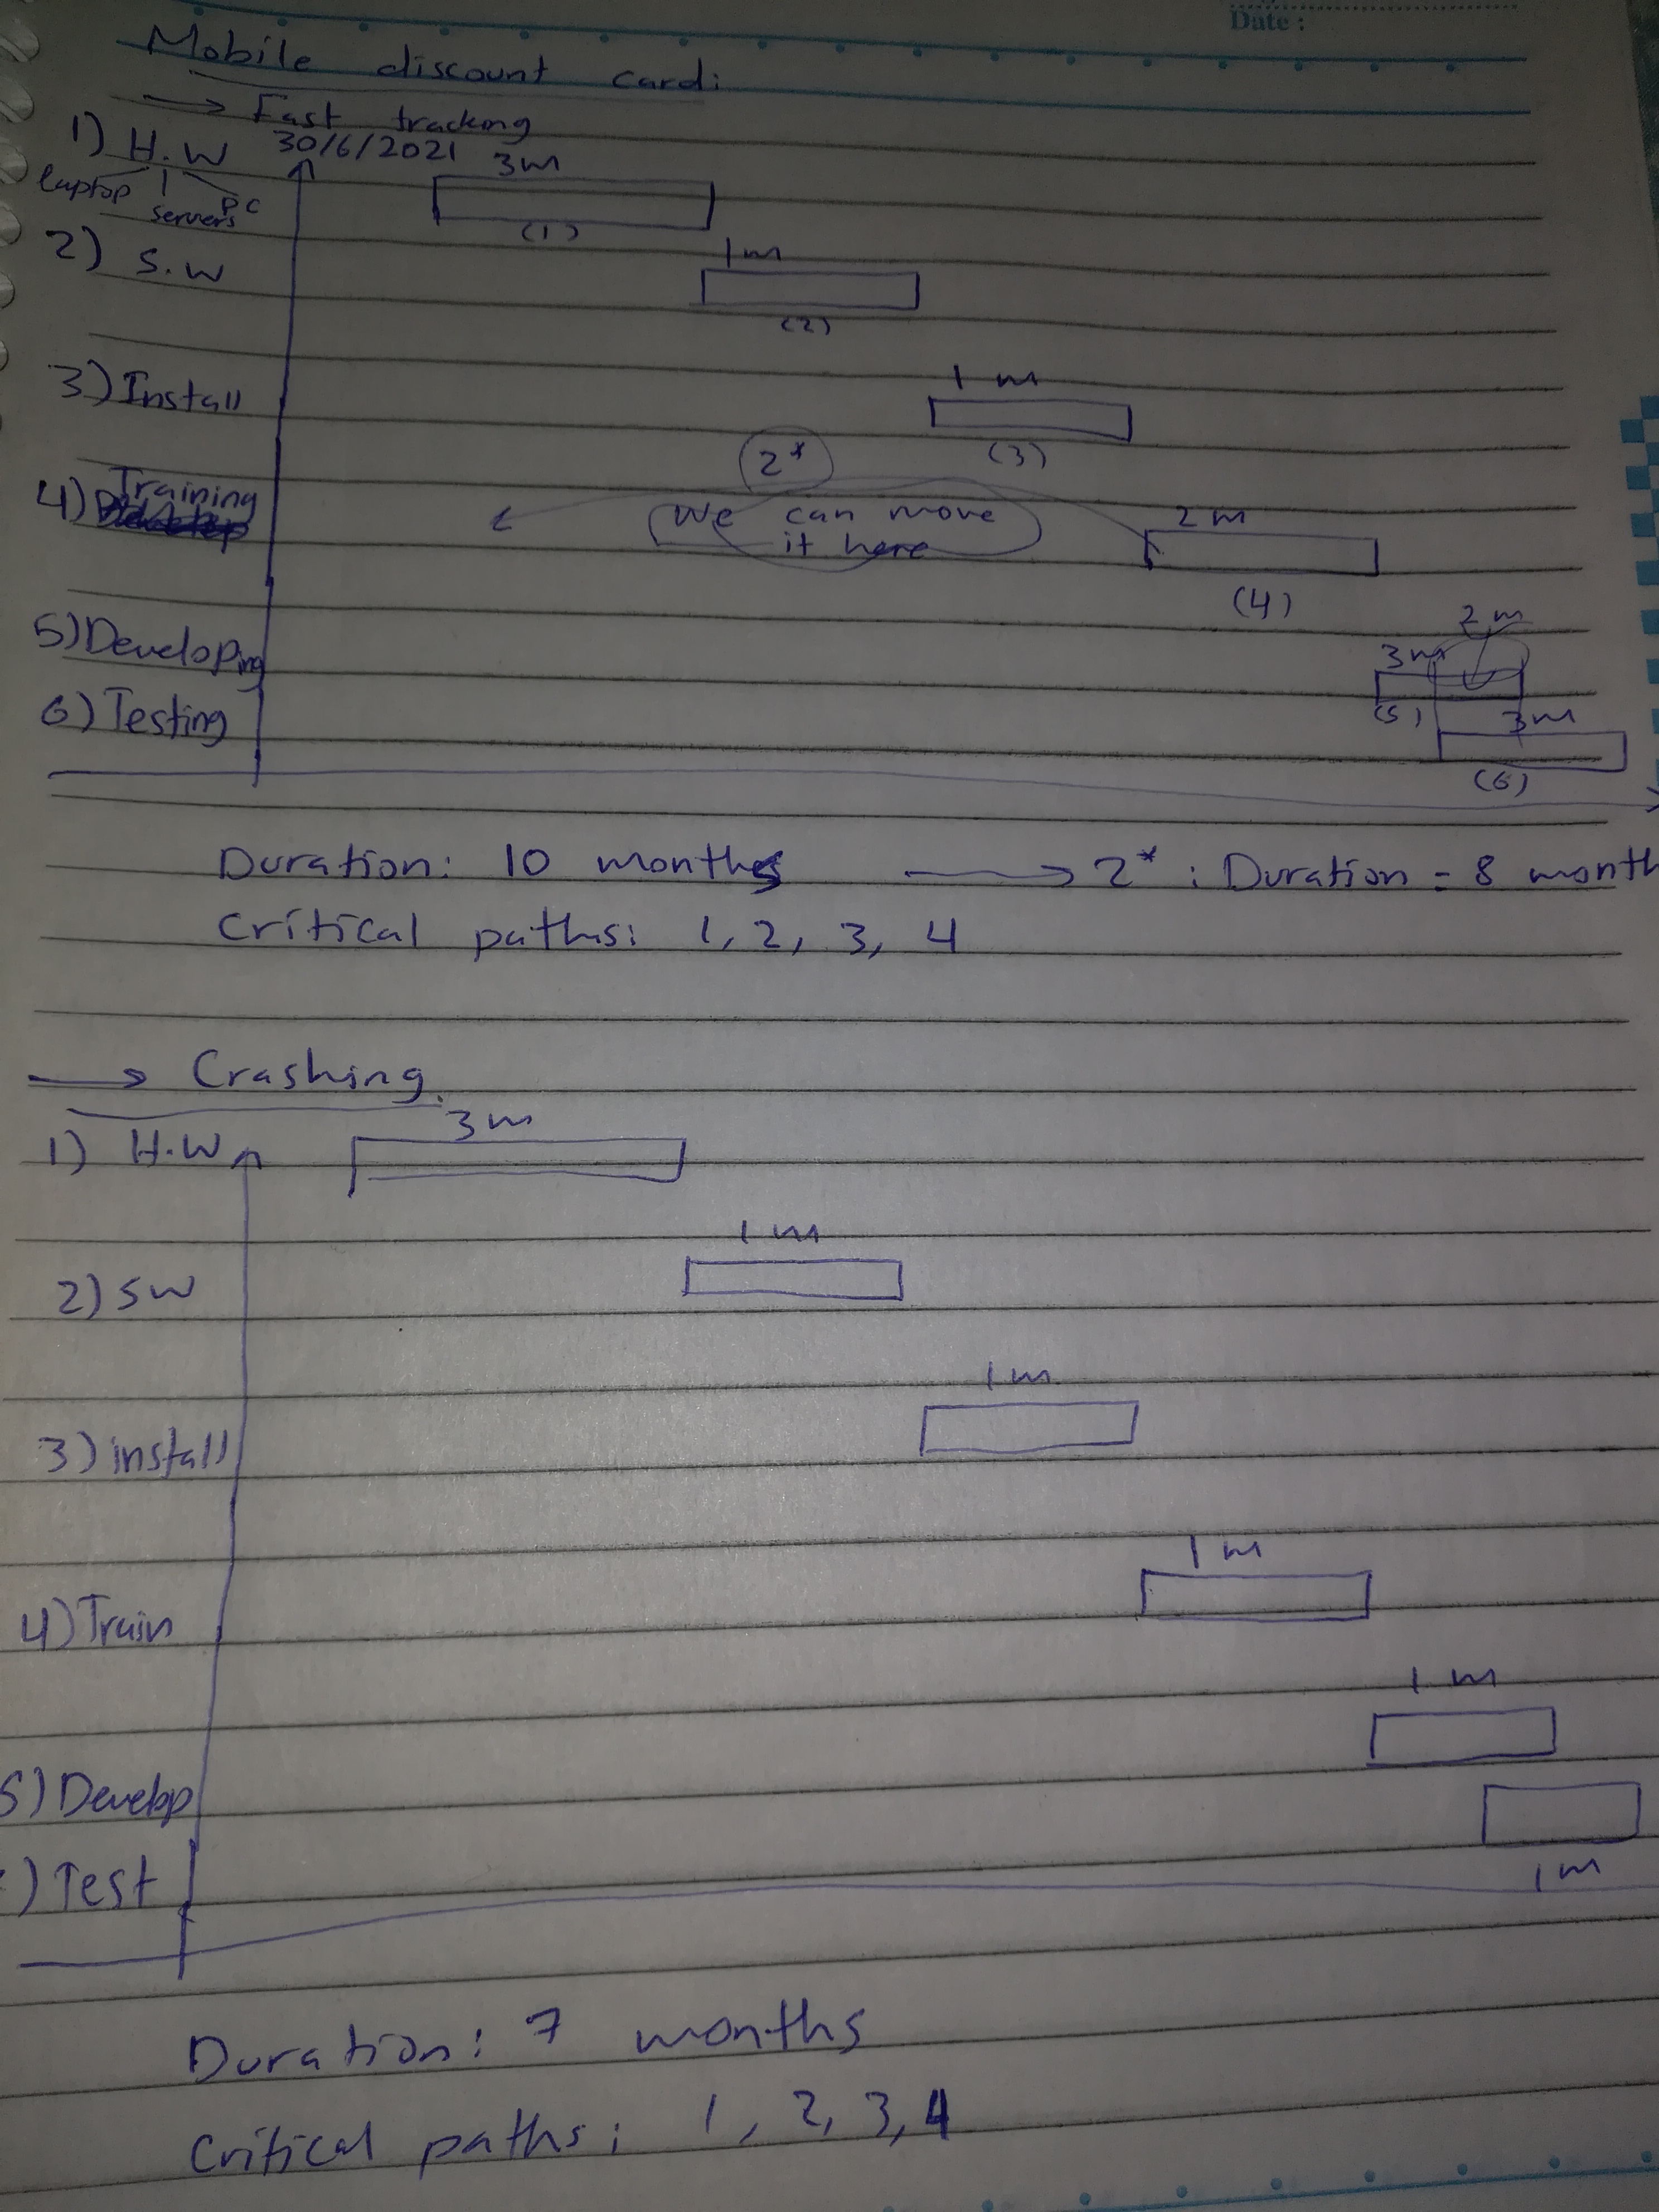 Date :
Mobile discount card:
→ Fast tracking
1) H.W 30/6/2021 3m
laptop servers PC
(1)
2) S.W 1m
(2)
3) Install 1 m
(3)
2*
4) Training
We can move it here
2 m
(4)
5) Developing 3m 2 m
(5)
6) Testing 3m
(6)
Duration: 10 months → 2* : Duration = 8 month
Critical paths: 1, 2, 3, 4
→ Crashing.
1) H.W 3m
2) SW 1m
3) install 1m
4) Train 1m
5) Develop 1 m
) Test 1m
Duration: 7 months
Critical paths: 1, 2, 3, 4